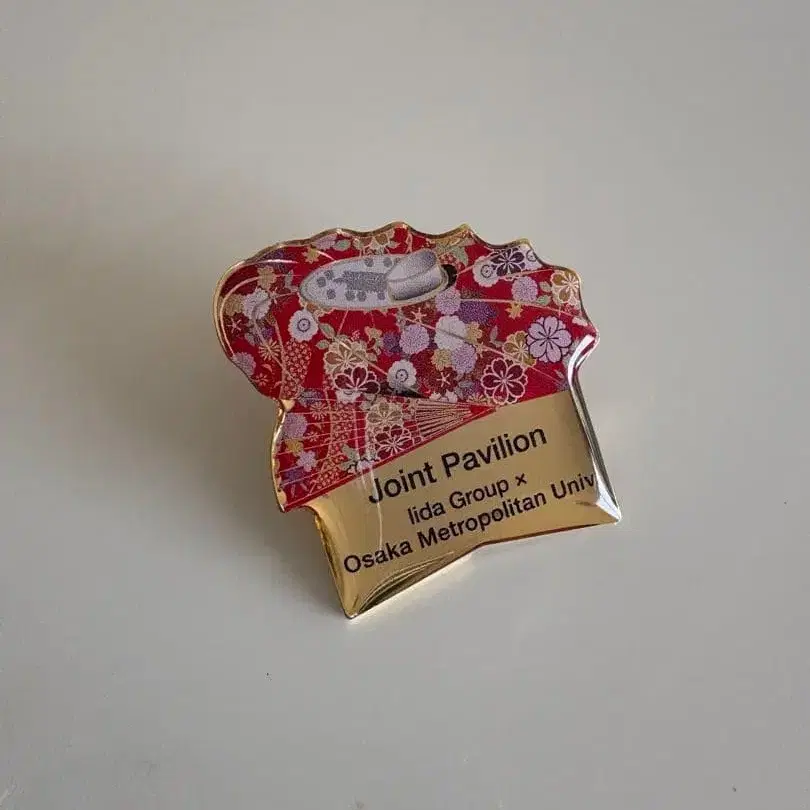 Joint Pavilion
Iida Group ×
Osaka Metropolitan Univ